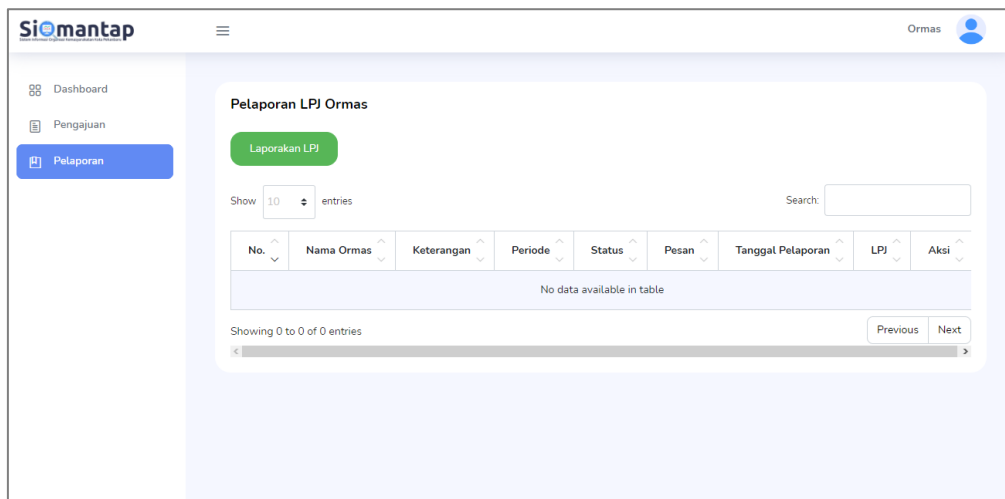 Siomantap
Ormas
Dashboard
Pengajuan
Pelaporan
Pelaporan LPJ Ormas
Laporakan LPJ
Show 10 entries
Search:
No. Nama Ormas Keterangan Periode Status Pesan Tanggal Pelaporan LPJ Aksi
No data available in table
Showing 0 to 0 of 0 entries
Previous Next